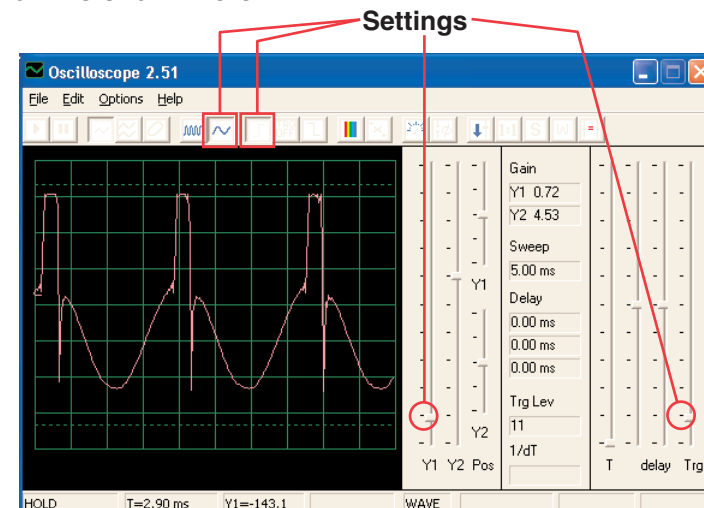 Settings
Oscilloscope 2.51
File Edit Options Help
S W
Gain
Y1 0.72
Y2 4.53
Sweep
5.00 ms
Delay
0.00 ms
0.00 ms
0.00 ms
Trg Lev
11
1/dT
Y1
Y2
Y1 Y2 Pos
T delay Trg
HOLD T=2.90 ms Y1=-143.1 WAVE